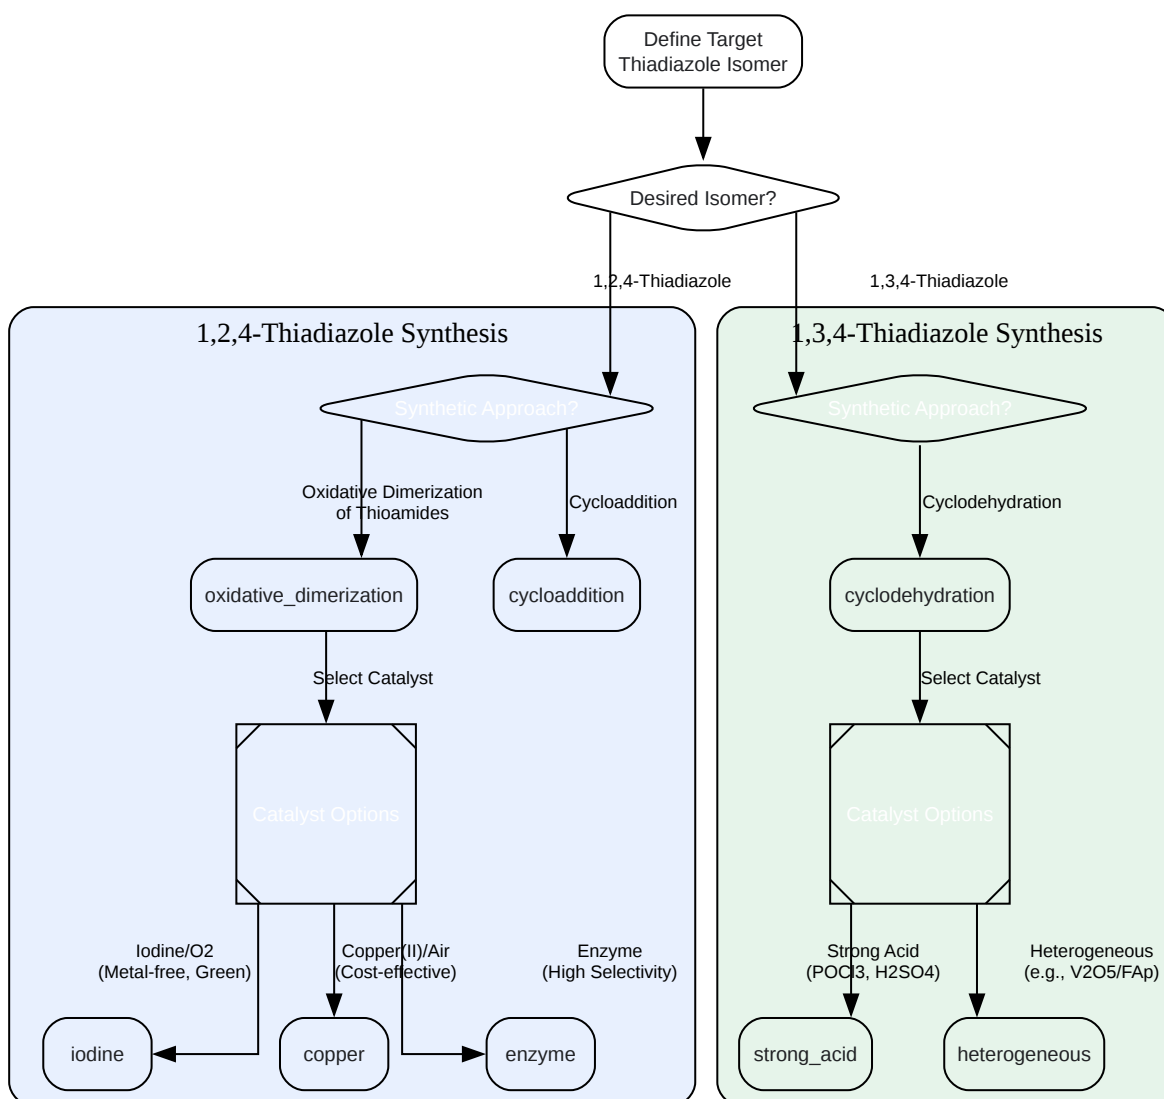 Define Target
Thiadiazole Isomer
Desired Isomer?
1,2,4-Thiadiazole
1,3,4-Thiadiazole
1,2,4-Thiadiazole Synthesis
1,3,4-Thiadiazole Synthesis
Synthetic Approach?
Synthetic Approach?
Oxidative Dimerization
of Thioamides
Cycloaddition
Cyclodehydration
oxidative_dimerization
cycloaddition
cyclodehydration
Select Catalyst
Select Catalyst
Catalyst Options
Catalyst Options
Iodine/O2
(Metal-free, Green)
Copper(II)/Air
(Cost-effective)
Enzyme
(High Selectivity)
Strong Acid
(POCl3, H2SO4)
Heterogeneous
(e.g., V2O5/FAp)
iodine
copper
enzyme
strong_acid
heterogeneous